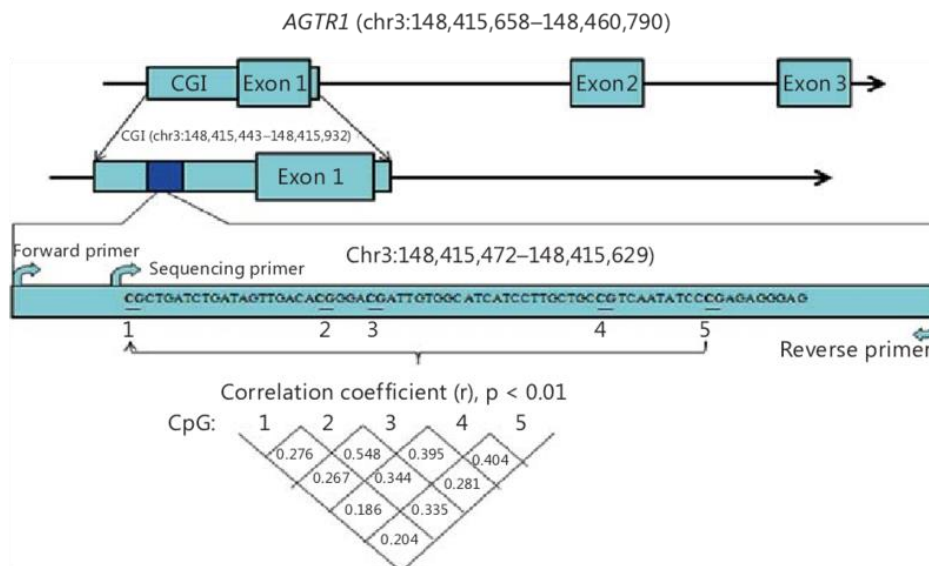 AGTR1 (chr3:148,415,658–148,460,790)
CGI Exon 1 Exon 2 Exon 3
CGI (chr3:148,415,443–148,415,932)
Exon 1
Chr3:148,415,472–148,415,629)
Forward primer
Sequencing primer
CGCTGATCTGATAGTTGACACGGGACGATTGTGGCATCATCCTTGCTGCCGTCAATATCCCGAGAGGGAG
1 2 3 4 5
Reverse primer
Correlation coefficient (r), p < 0.01
CpG: 1 2 3 4 5
0.276 0.548 0.395 0.404
0.267 0.344 0.281
0.186 0.335
0.204